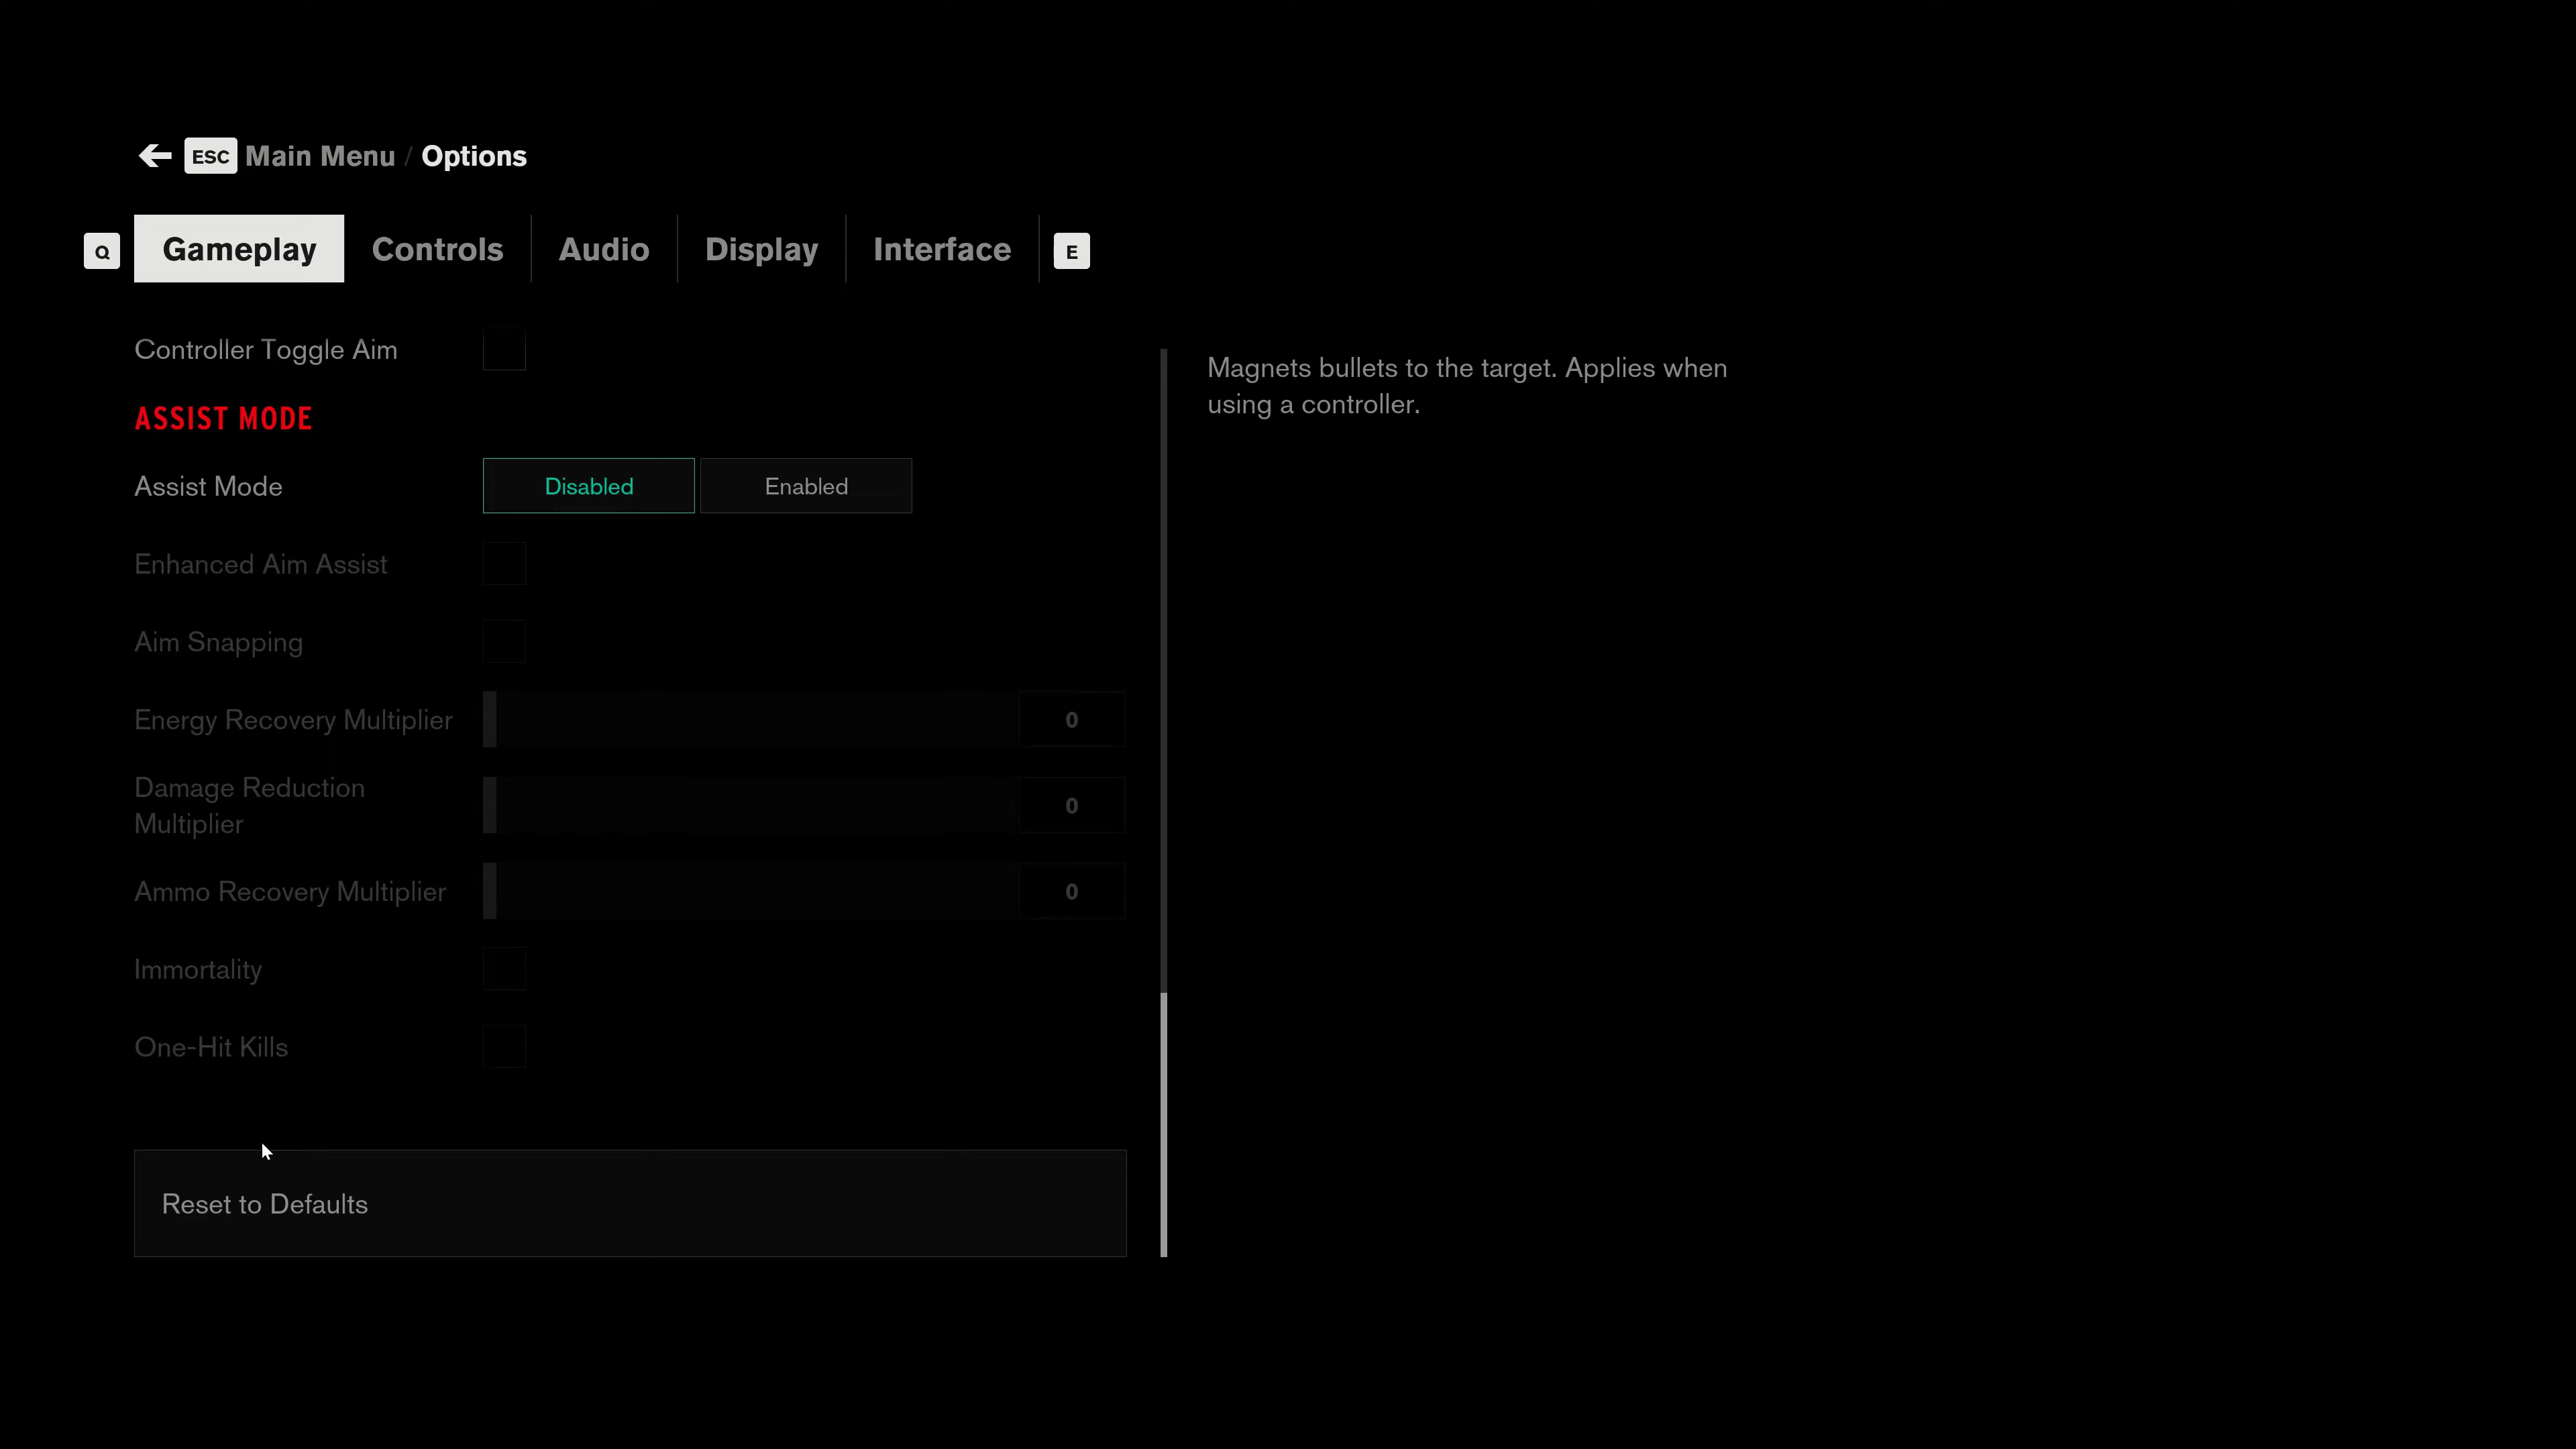 ESC Main Menu / Options
Q Gameplay Controls Audio Display Interface E
Controller Toggle Aim
ASSIST MODE
Assist Mode Disabled Enabled
Enhanced Aim Assist
Aim Snapping
Energy Recovery Multiplier 0
Damage Reduction
Multiplier 0
Ammo Recovery Multiplier 0
Immortality
One-Hit Kills
Reset to Defaults
Magnets bullets to the target. Applies when
using a controller.